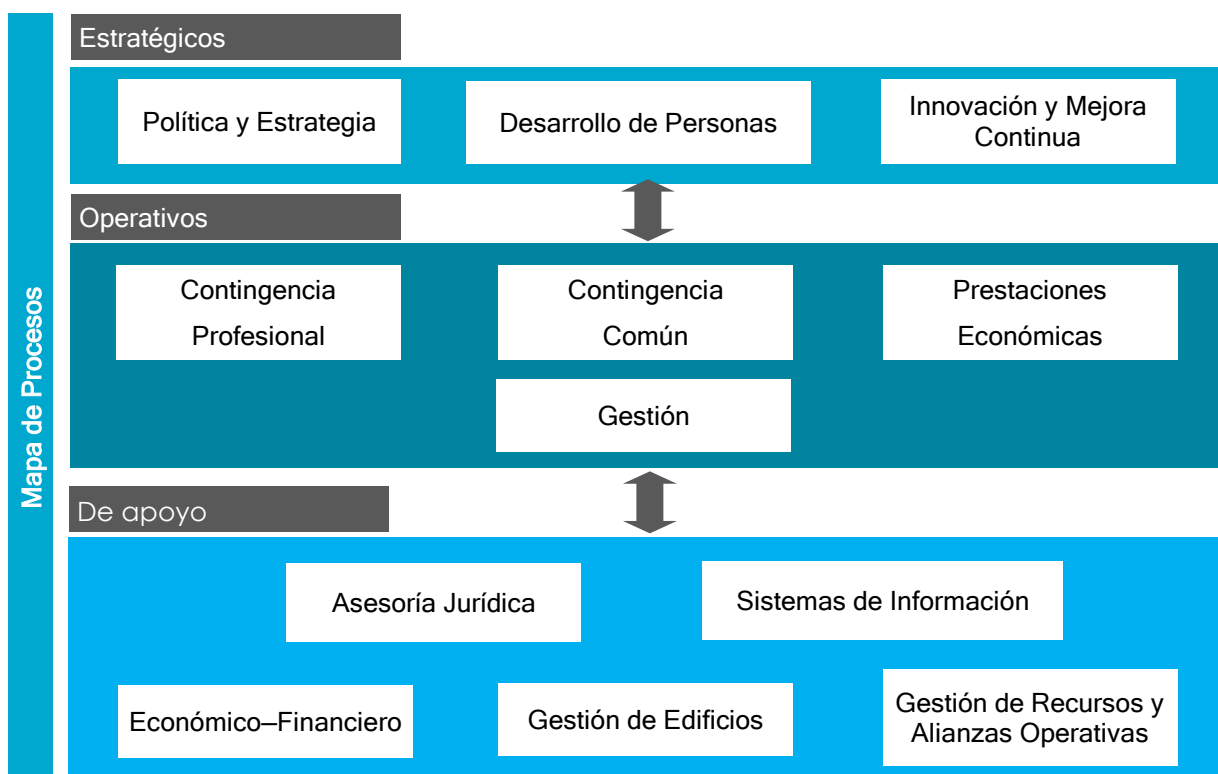 Mapa de Procesos
Estratégicos
Política y Estrategia
Desarrollo de Personas
Innovación y Mejora
Continua
Operativos
Contingencia
Profesional
Contingencia
Común
Prestaciones
Económicas
Gestión
De apoyo
Asesoría Jurídica
Sistemas de Información
Económico–Financiero
Gestión de Edificios
Gestión de Recursos y
Alianzas Operativas